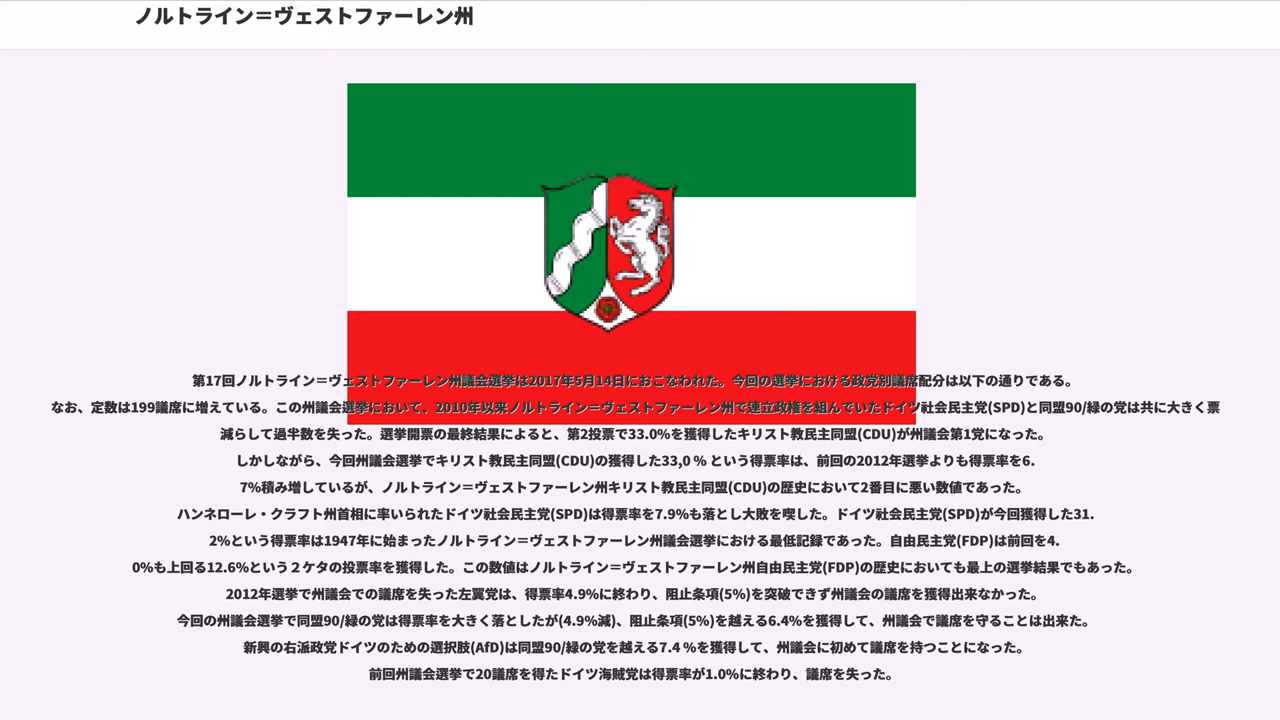 ノルトライン＝ヴェストファーレン州
第17回ノルトライン＝ヴェストファーレン州議会選挙は2017年5月14日におこなわれた。今回の選挙における政党別議席配分は以下の通りである。
なお、定数は199議席に増えている。この州議会選挙において、2010年以来ノルトライン＝ヴェストファーレン州で連立政権を組んでいたドイツ社会民主党(SPD)と同盟90/緑の党は共に大きく票
減らして過半数を失った。選挙開票の最終結果によると、第2投票で33.0%を獲得したキリスト教民主同盟(CDU)が州議会第1党になった。
しかしながら、今回州議会選挙でキリスト教民主同盟(CDU)の獲得した33,0 % という得票率は、前回の2012年選挙よりも得票率を6.
7%積み増しているが、ノルトライン＝ヴェストファーレン州キリスト教民主同盟(CDU)の歴史において2番目に悪い数値であった。
ハンネローレ・クラフト州首相に率いられたドイツ社会民主党(SPD)は得票率を7.9%も落とし大敗を喫した。ドイツ社会民主党(SPD)が今回獲得した31.
2%という得票率は1947年に始まったノルトライン＝ヴェストファーレン州議会選挙における最低記録であった。自由民主党(FDP)は前回を4.
0%も上回る12.6%という２ケタの投票率を獲得した。この数値はノルトライン＝ヴェストファーレン州自由民主党(FDP)の歴史においても最上の選挙結果でもあった。
2012年選挙で州議会での議席を失った左翼党は、得票率4.9%に終わり、阻止条項(5%)を突破できず州議会の議席を獲得出来なかった。
今回の州議会選挙で同盟90/緑の党は得票率を大きく落としたが(4.9%減)、阻止条項(5%)を越える6.4%を獲得して、州議会で議席を守ることは出来た。
新興の右派政党ドイツのための選択肢(AfD)は同盟90/緑の党を越える7.4 %を獲得して、州議会に初めて議席を持つことになった。
前回州議会選挙で20議席を得たドイツ海賊党は得票率が1.0%に終わり、議席を失った。